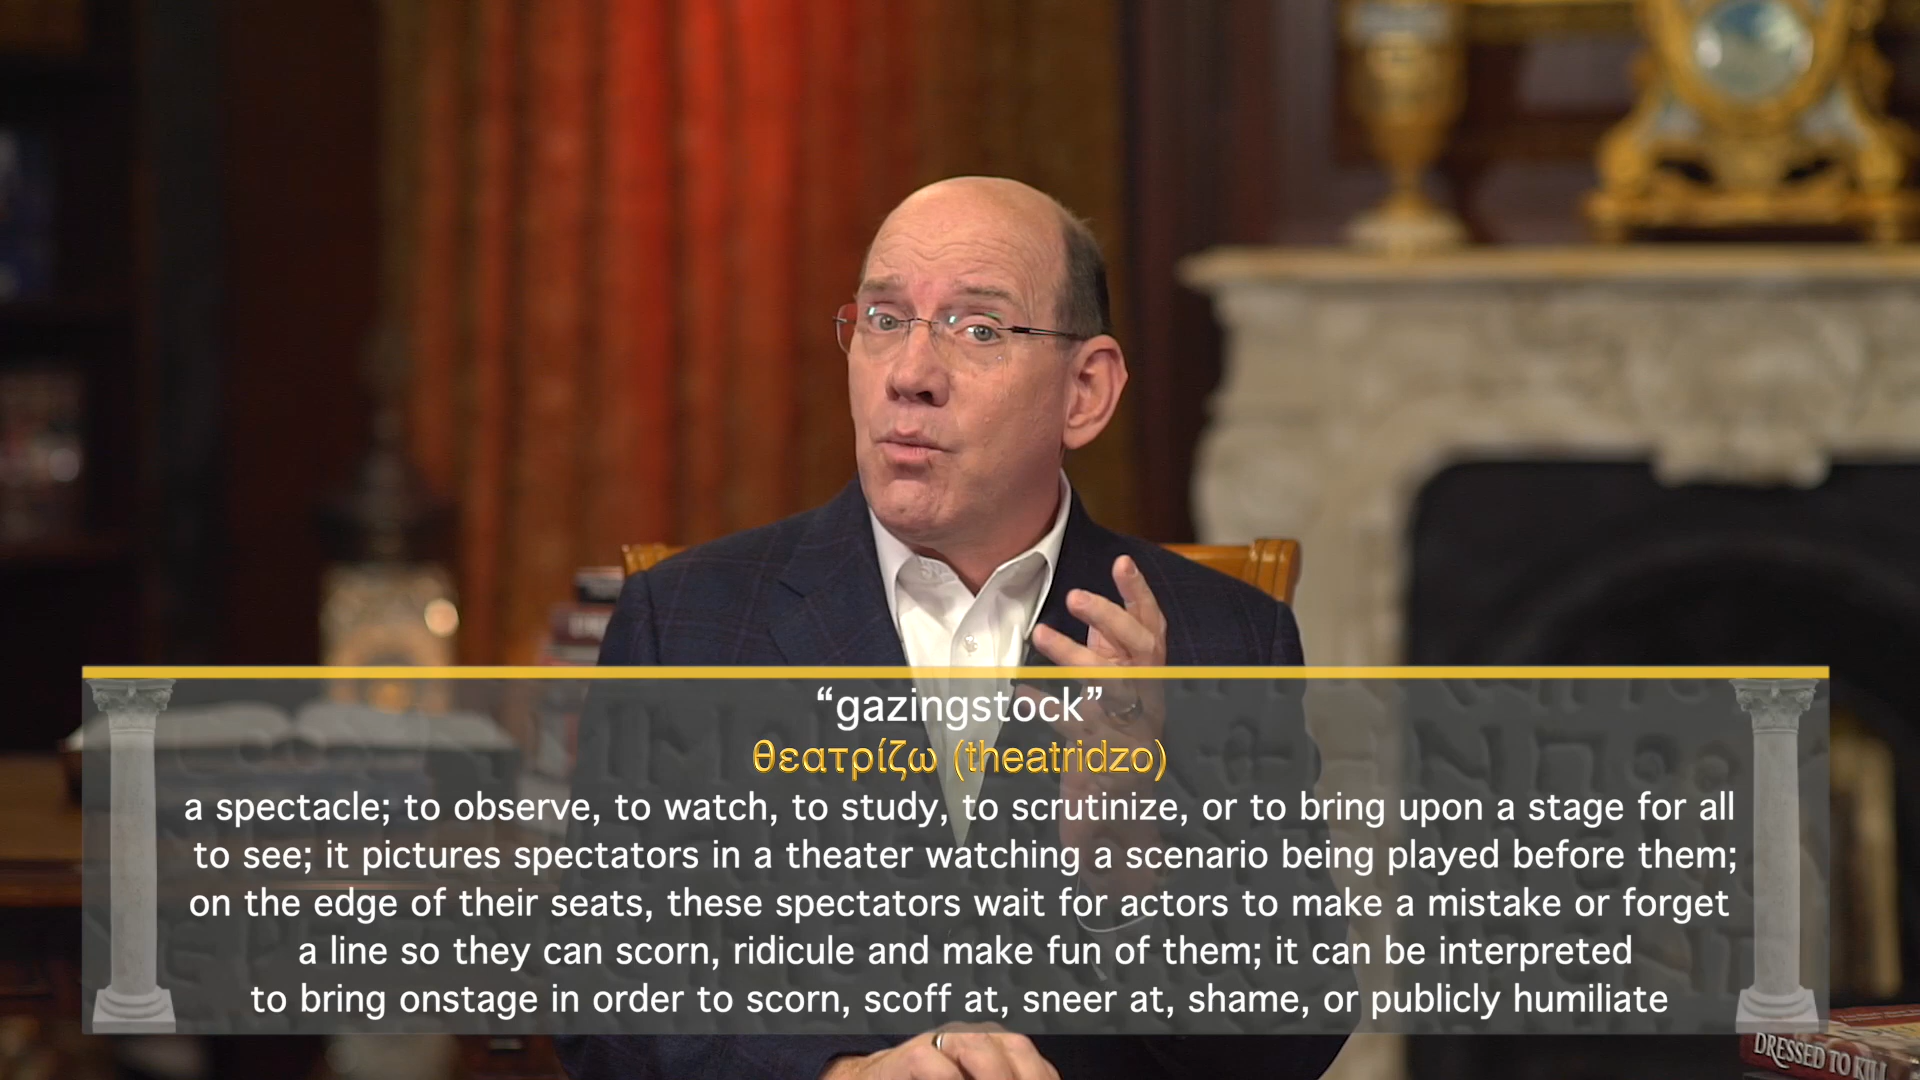 “gazingstock”
θεατρίζω (theatridzo)
a spectacle; to observe, to watch, to study, to scrutinize, or to bring upon a stage for all
to see; it pictures spectators in a theater watching a scenario being played before them;
on the edge of their seats, these spectators wait for actors to make a mistake or forget
a line so they can scorn, ridicule and make fun of them; it can be interpreted
to bring onstage in order to scorn, scoff at, sneer at, shame, or publicly humiliate
DRESSED TO KILL